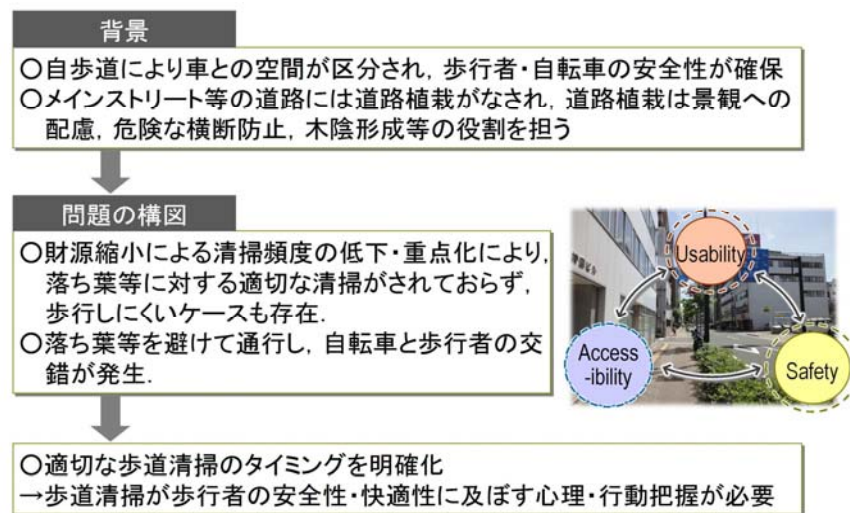 背景
○自歩道により車との空間が区分され，歩行者・自転車の安全性が確保
○メインストリート等の道路には道路植栽がなされ，道路植栽は景観への
配慮，危険な横断防止，木陰形成等の役割を担う
問題の構図
○財源縮小による清掃頻度の低下・重点化により，
落ち葉等に対する適切な清掃がされておらず，
歩行しにくいケースも存在．
○落ち葉等を避けて通行し，自転車と歩行者の交
錯が発生．
Usability
Access
-ibility
Safety
○適切な歩道清掃のタイミングを明確化
→歩道清掃が歩行者の安全性・快適性に及ぼす心理・行動把握が必要